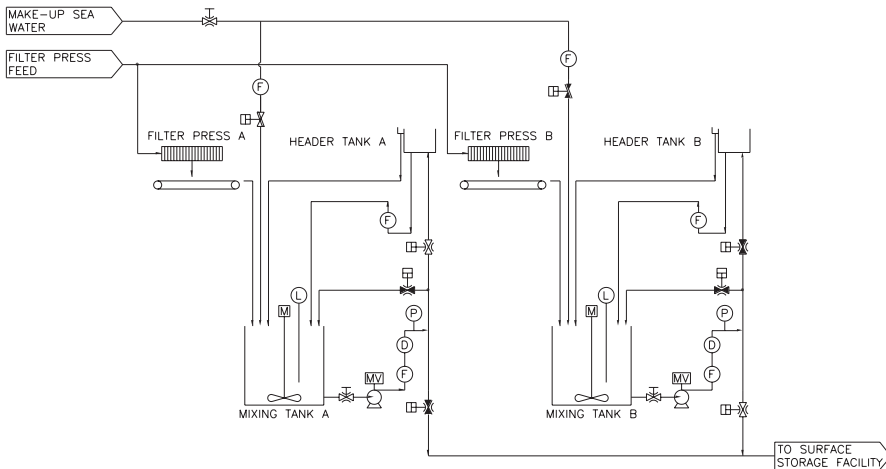 MAKE-UP SEA
WATER
FILTER PRESS
FEED
F
F
FILTER PRESS A
HEADER TANK A
FILTER PRESS B
HEADER TANK B
F
F
L
M
P
D
MV
F
L
M
P
D
MV
F
MIXING TANK A
MIXING TANK B
TO SURFACE
STORAGE FACILITY